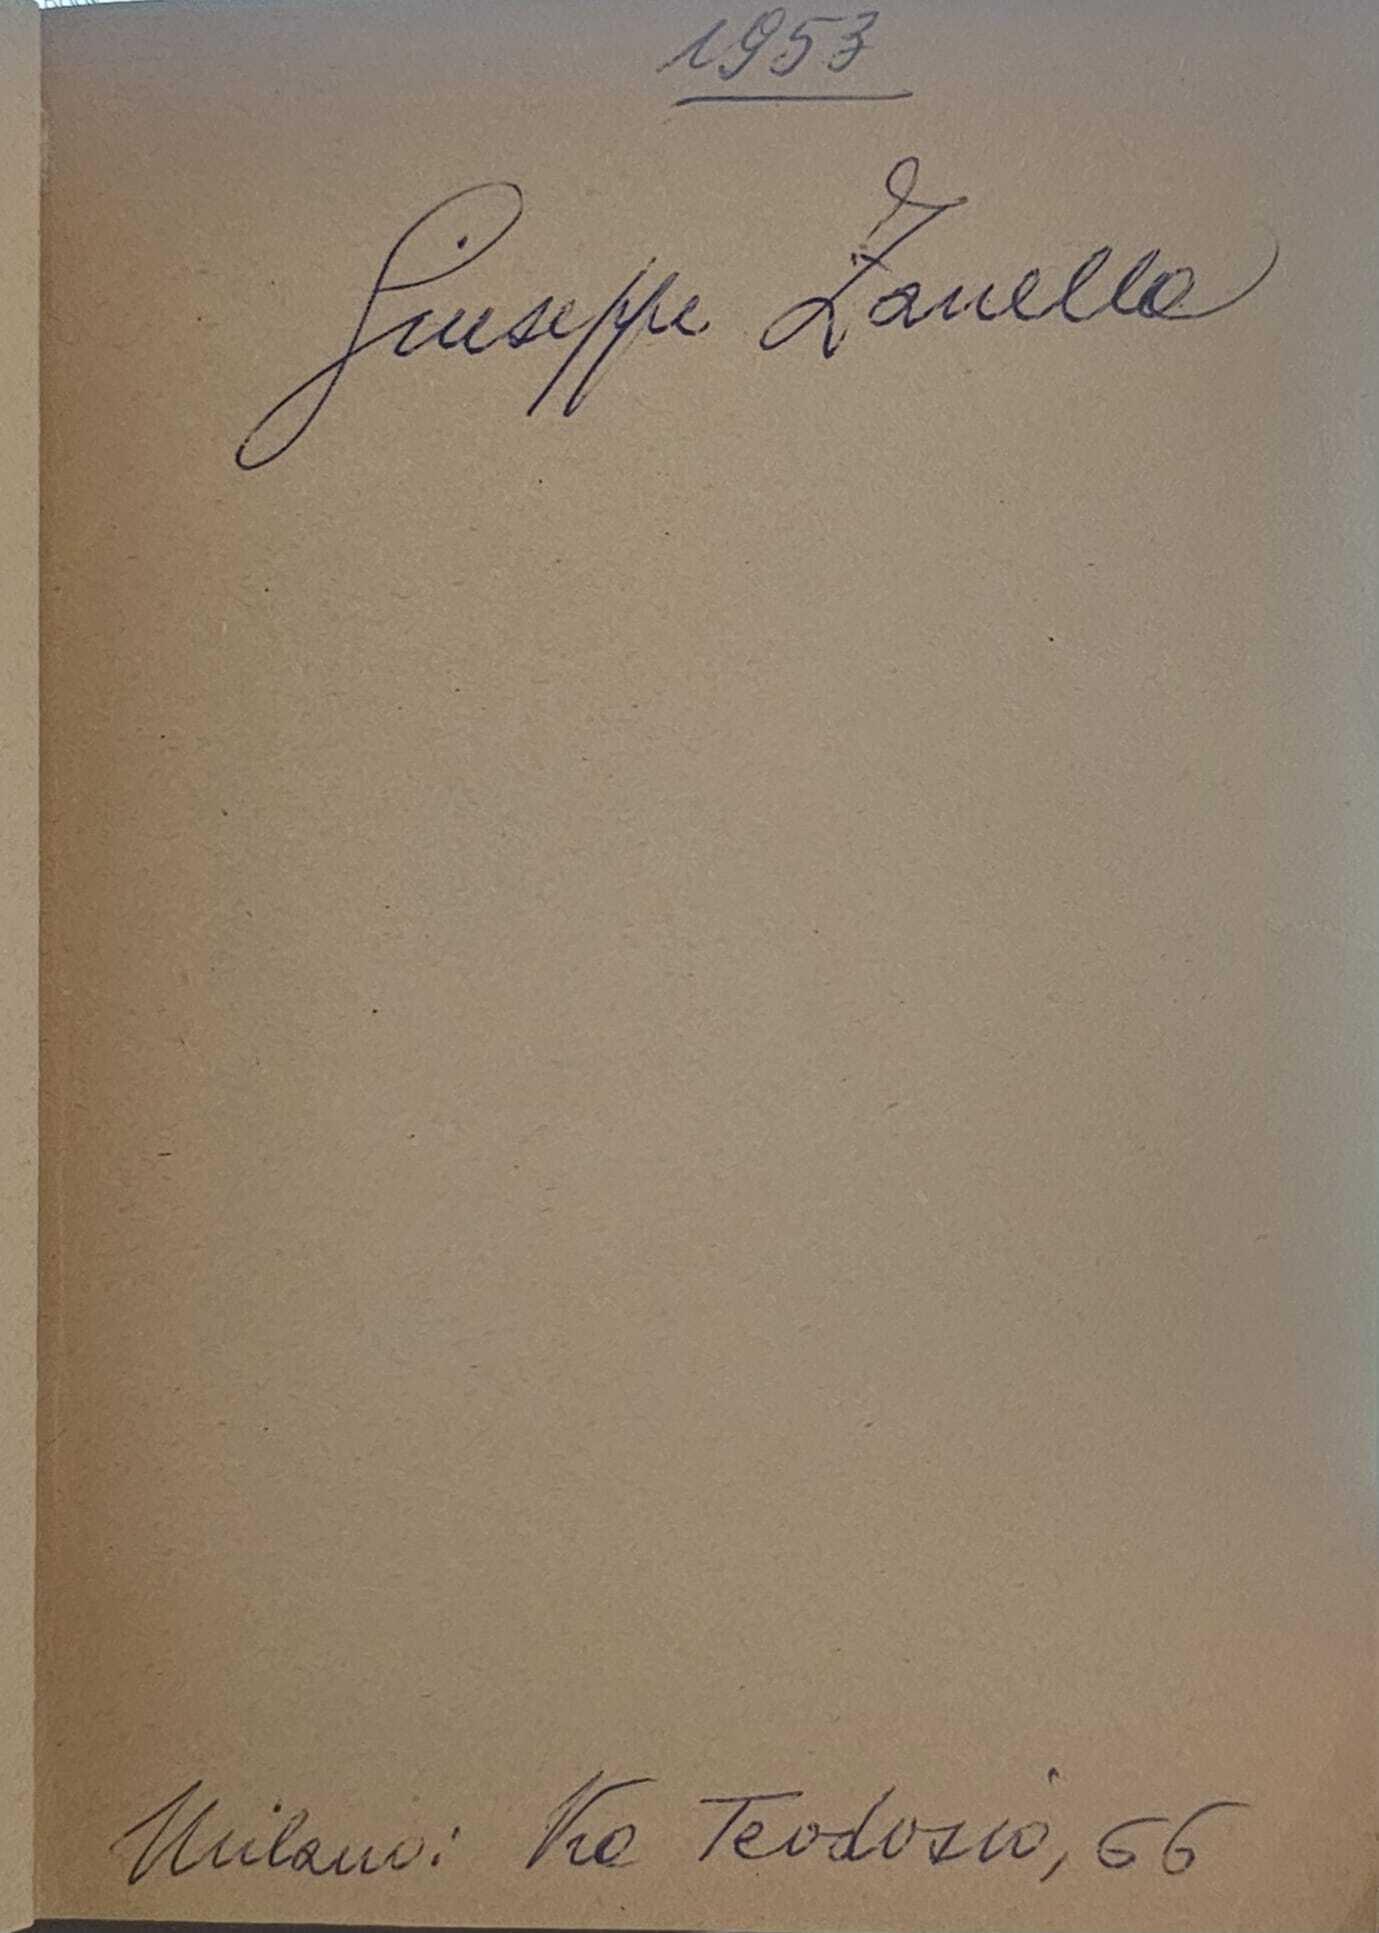 1953
Giuseppe Zanella
Milano: Via Teodosio, 66